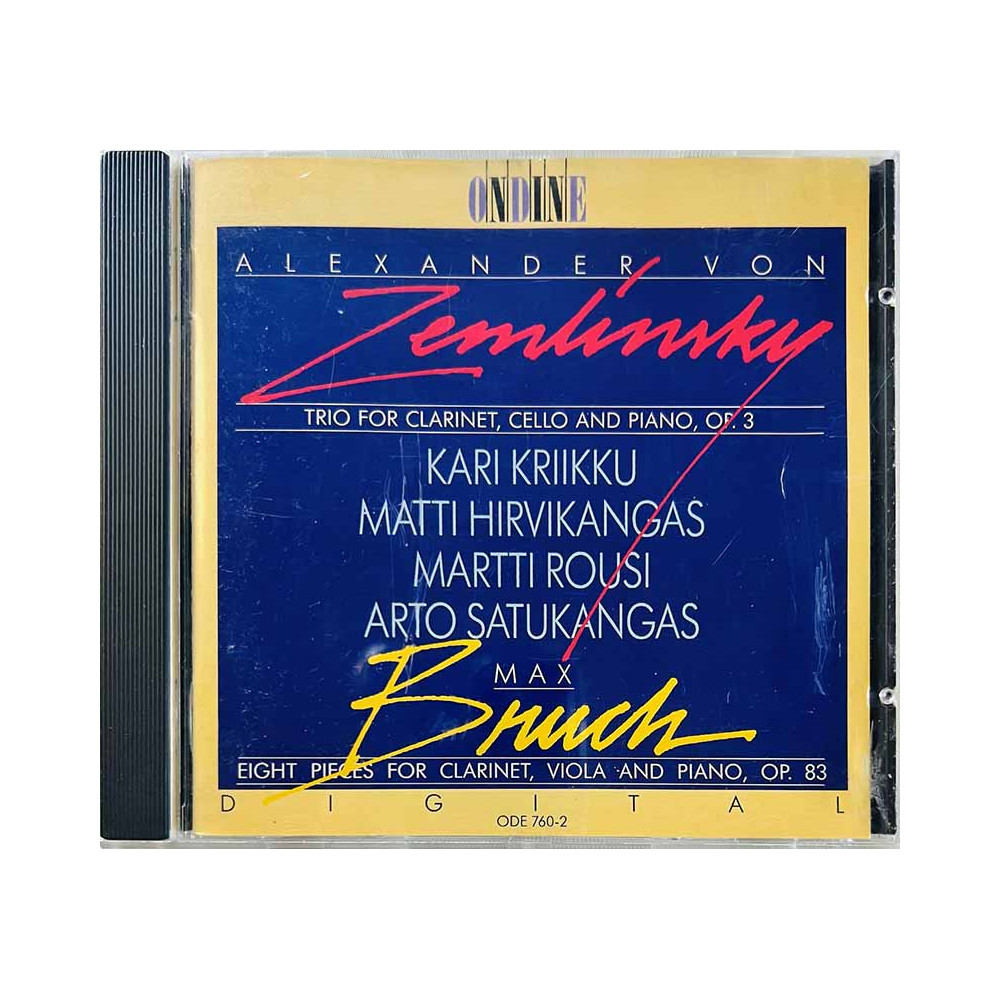 ONDINE
ALEXANDER VON
Zemlinsky
TRIO FOR CLARINET, CELLO AND PIANO, OP. 3
KARI KRIIKKU
MATTI HIRVIKANGAS
MARTTI ROUSI
ARTO SATUKANGAS
MAX
Bruch
EIGHT PIECES FOR CLARINET, VIOLA AND PIANO, OP. 83
DIGITAL
ODE 760-2